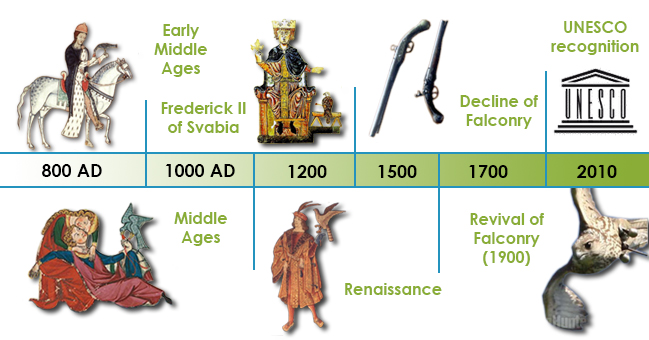 Early
Middle
Ages
Frederick II
of Svabia
Decline of
Falconry
UNESCO
recognition
UNESCO
800 AD
1000 AD
1200
1500
1700
2010
Middle
Ages
Renaissance
Revival of
Falconry
(1900)